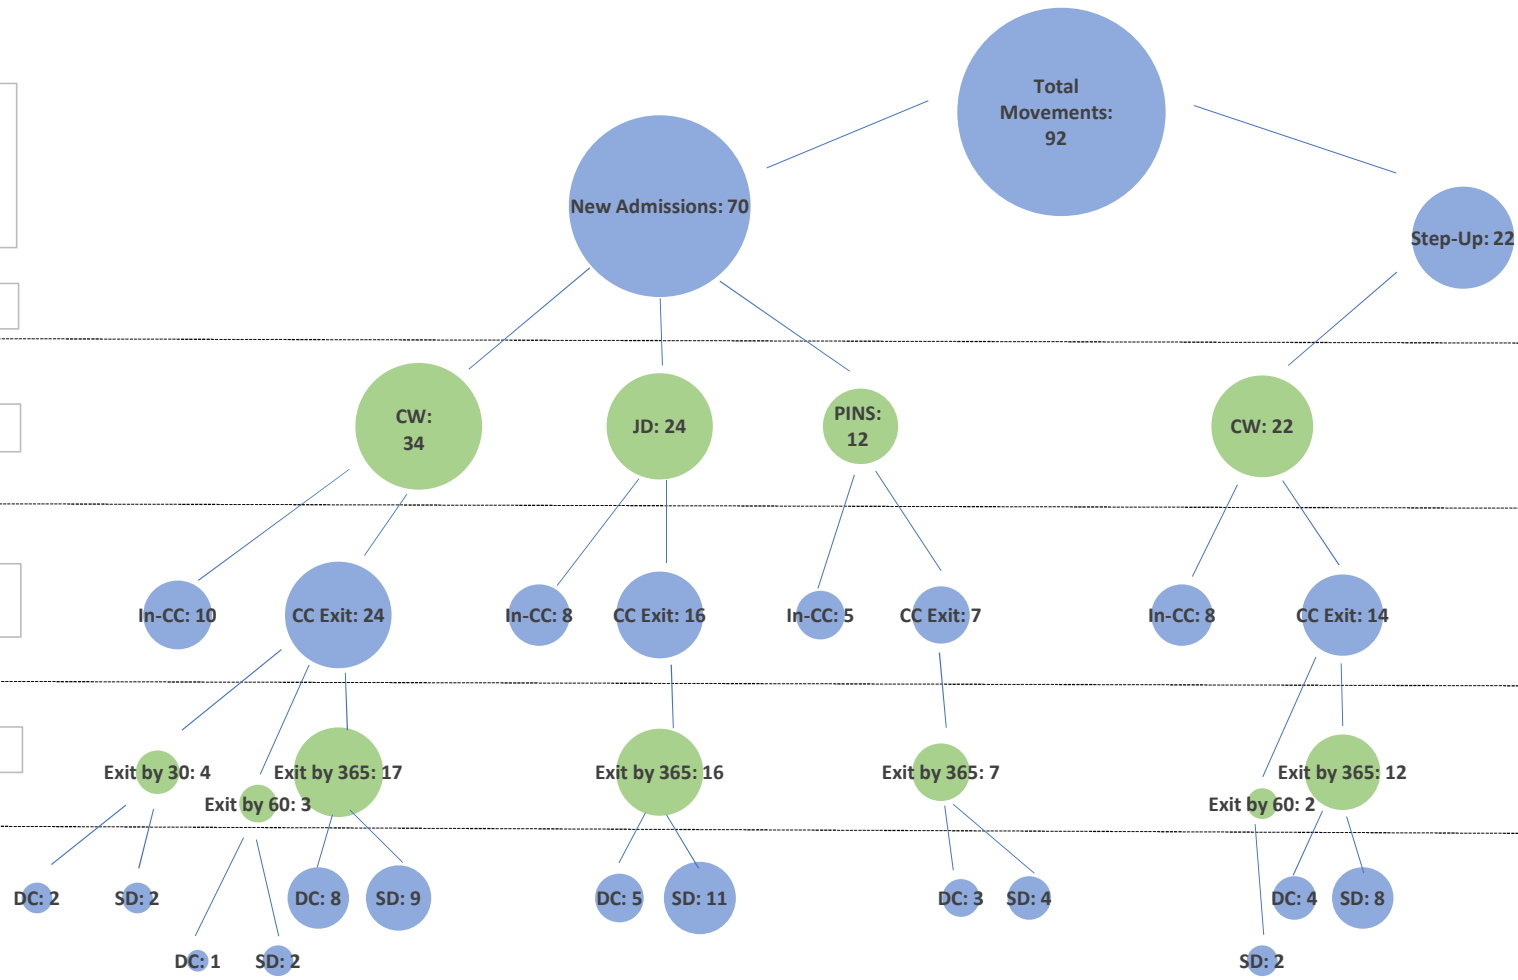 Total
Movements:
92
New Admissions: 70
Step-Up: 22
CW:
34
JD: 24
PINS:
12
CW: 22
In-CC: 10
CC Exit: 24
In-CC: 8
CC Exit: 16
In-CC: 5
CC Exit: 7
In-CC: 8
CC Exit: 14
Exit by 30: 4
Exit by 365: 17
Exit by 365: 16
Exit by 365: 7
Exit by 365: 12
Exit by 60: 3
Exit by 60: 2
DC: 2
SD: 2
DC: 8
SD: 9
DC: 5
SD: 11
DC: 3
SD: 4
DC: 4
SD: 8
DC: 1
SD: 2
SD: 2